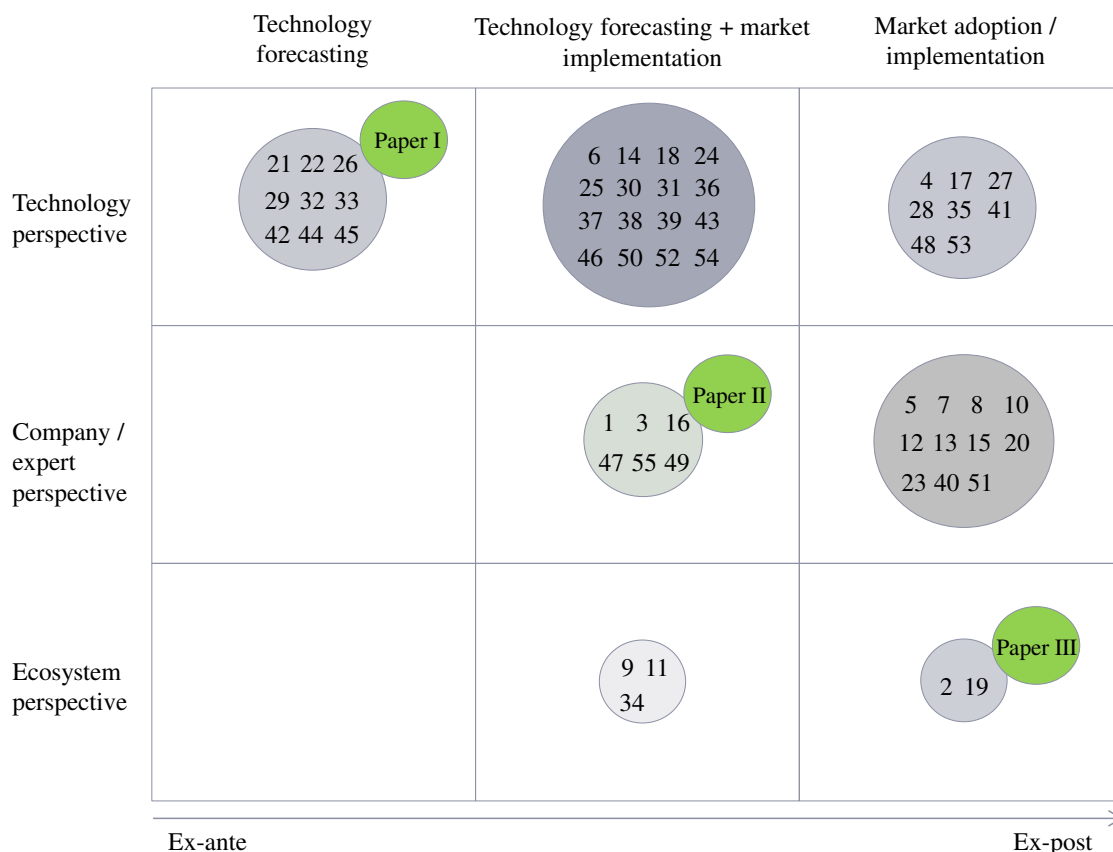 Technology
forecasting
Technology forecasting + market
implementation
Market adoption /
implementation
Technology
perspective
21 22 26
29 32 33
42 44 45
Paper I
6 14 18 24
25 30 31 36
37 38 39 43
46 50 52 54
4 17 27
28 35 41
48 53
Company /
expert
perspective
1 3 16
47 55 49
Paper II
5 7 8 10
12 13 15 20
23 40 51
Ecosystem
perspective
9 11
34
2 19
Paper III
Ex-ante
Ex-post